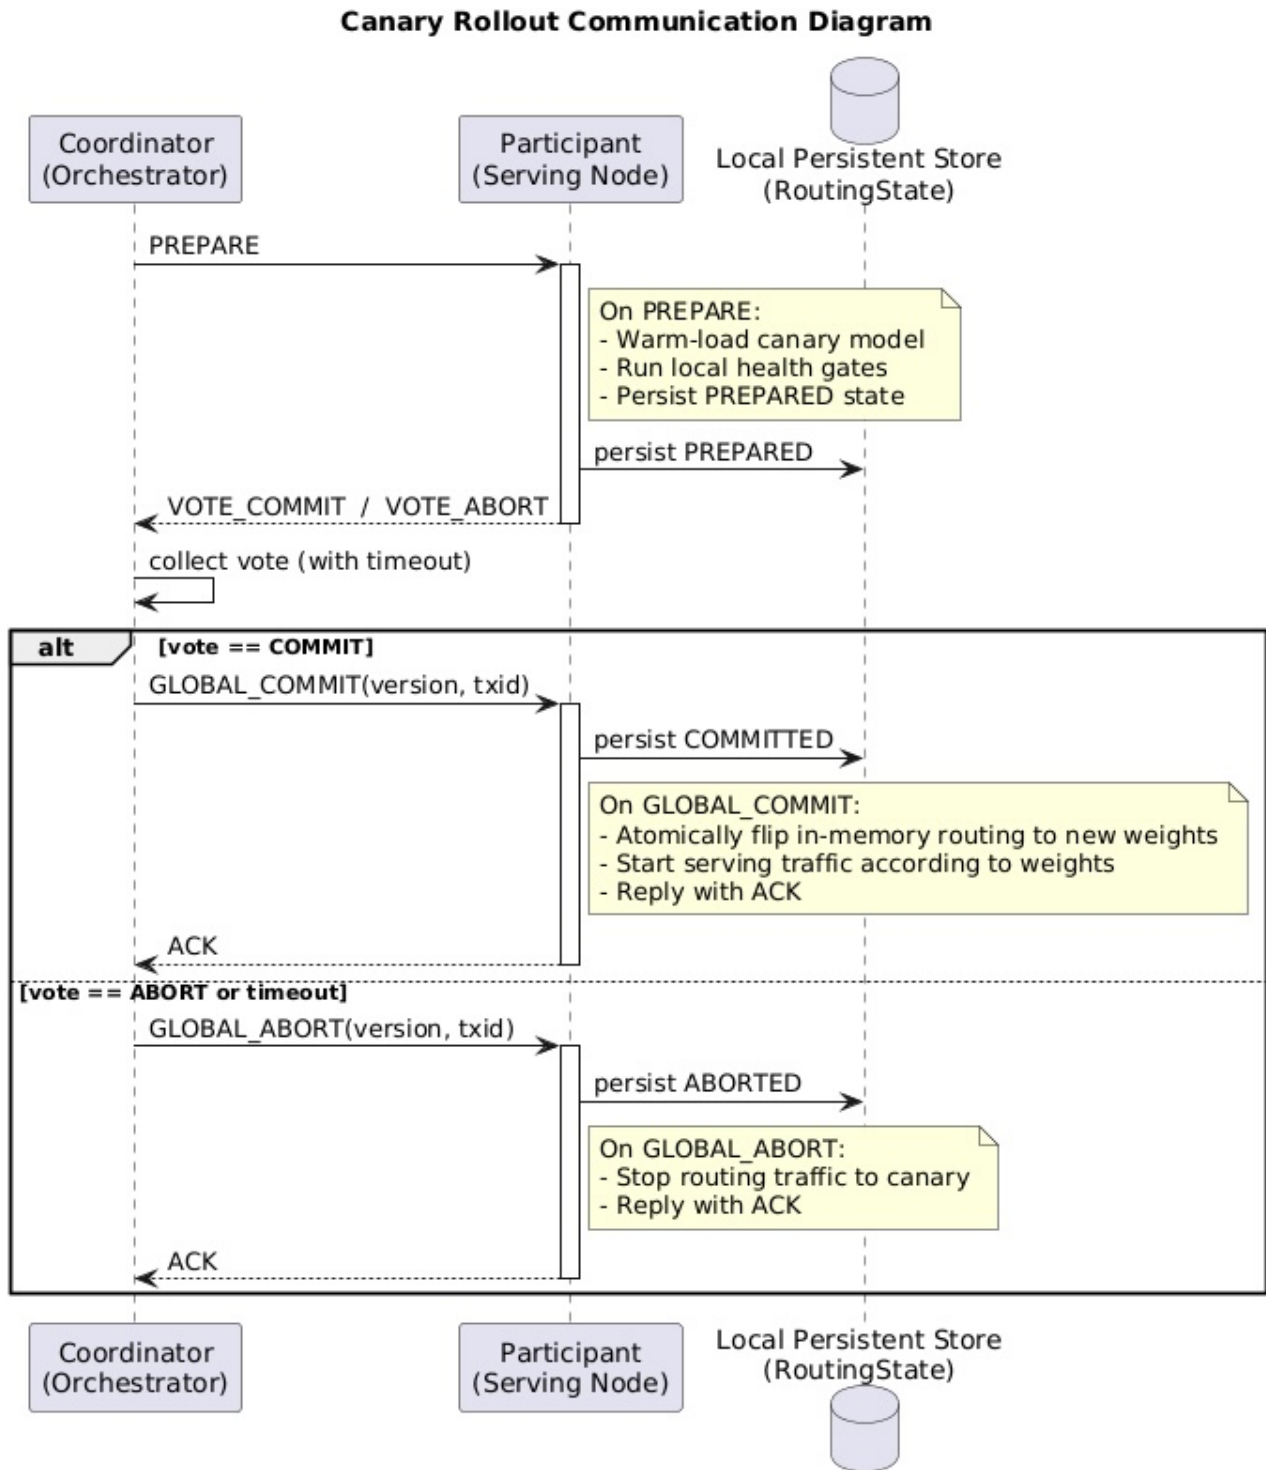 Canary Rollout Communication Diagram
Coordinator
(Orchestrator)
Participant
(Serving Node)
Local Persistent Store
(RoutingState)
PREPARE
On PREPARE:
- Warm-load canary model
- Run local health gates
- Persist PREPARED state
persist PREPARED
VOTE_COMMIT / VOTE_ABORT
collect vote (with timeout)
alt [vote == COMMIT]
GLOBAL_COMMIT(version, txid)
persist COMMITTED
On GLOBAL_COMMIT:
- Atomically flip in-memory routing to new weights
- Start serving traffic according to weights
- Reply with ACK
ACK
[vote == ABORT or timeout]
GLOBAL_ABORT(version, txid)
persist ABORTED
On GLOBAL_ABORT:
- Stop routing traffic to canary
- Reply with ACK
ACK
Coordinator
(Orchestrator)
Participant
(Serving Node)
Local Persistent Store
(RoutingState)